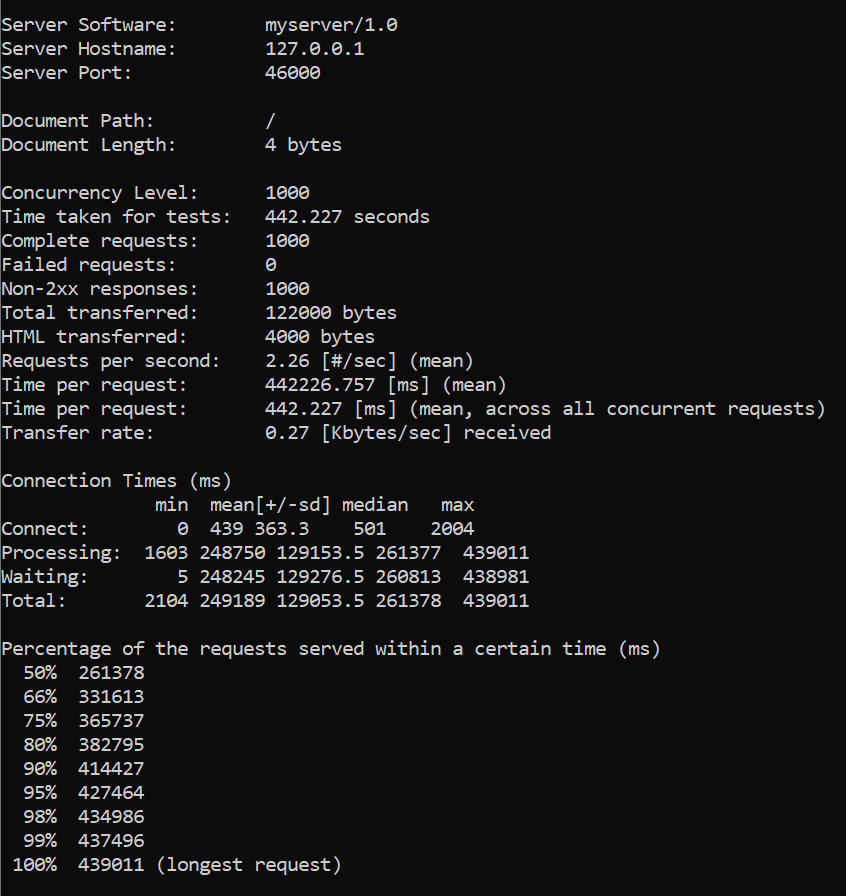 Server Software:        myserver/1.0
Server Hostname:        127.0.0.1
Server Port:            46000

Document Path:          /
Document Length:        4 bytes

Concurrency Level:      1000
Time taken for tests:   442.227 seconds
Complete requests:      1000
Failed requests:        0
Non-2xx responses:      1000
Total transferred:      122000 bytes
HTML transferred:       4000 bytes
Requests per second:    2.26 [#/sec] (mean)
Time per request:       442226.757 [ms] (mean)
Time per request:       442.227 [ms] (mean, across all concurrent requests)
Transfer rate:          0.27 [Kbytes/sec] received

Connection Times (ms)
              min  mean[+/-sd] median   max
Connect:        0  439 363.3    501    2004
Processing:  1603 248750 129153.5 261377  439011
Waiting:        5 248245 129276.5 260813  438981
Total:       2104 249189 129053.5 261378  439011

Percentage of the requests served within a certain time (ms)
  50%  261378
  66%  331613
  75%  365737
  80%  382795
  90%  414427
  95%  427464
  98%  434986
  99%  437496
 100%  439011 (longest request)